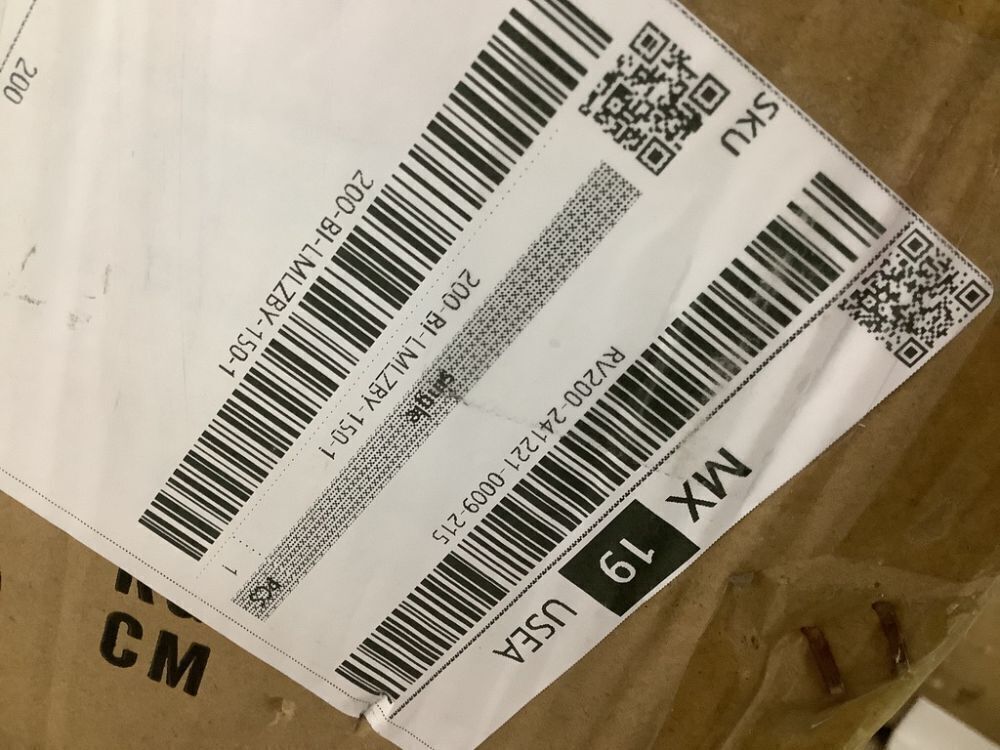 MX 19 USEA
RV200-241221-0009-215
SKU
single
PCS
200-BI-LMLZBY-150-1
1
200-BI-LMLZBY-150-1
200
CM